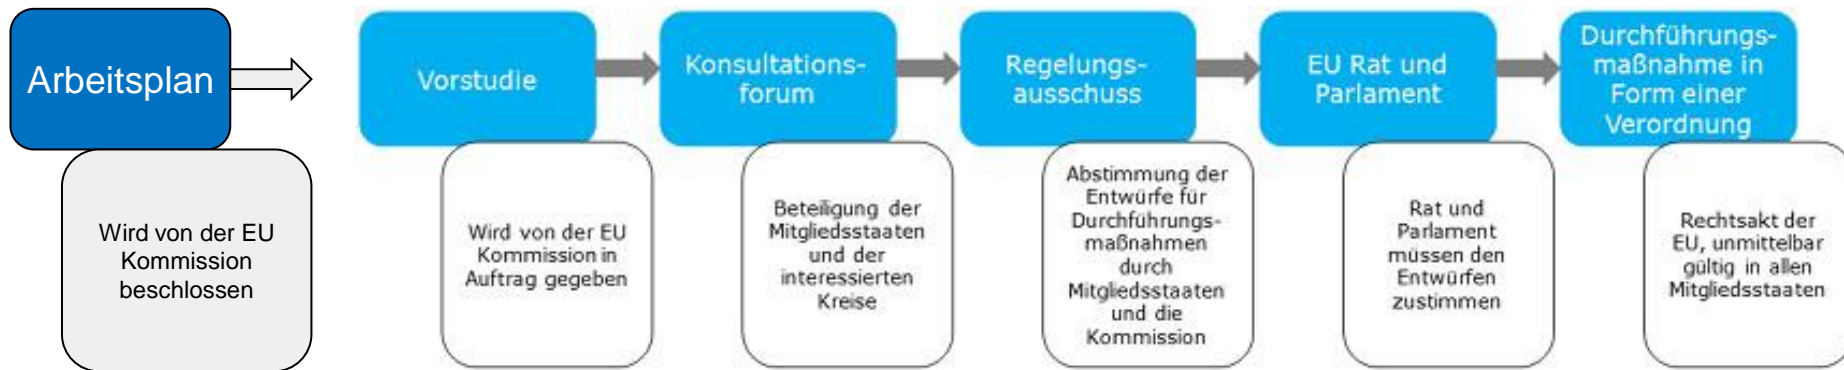 Arbeitsplan
Wird von der EU
Kommission
beschlossen
Vorstudie
Wird von der EU
Kommission in
Auftrag gegeben
Konsultations-
forum
Beteiligung der
Mitgliedsstaaten
und der
interessierten
Kreise
Regelungs-
ausschuss
Abstimmung der
Entwürfe für
Durchführungs-
maßnahmen
durch
Mitgliedsstaaten
und die
Kommission
EU Rat und
Parlament
Rat und
Parlament
müssen den
Entwürfen
zustimmen
Durchführungs-
maßnahme in
Form einer
Verordnung
Rechtsakt der
EU, unmittelbar
gültig in allen
Mitgliedsstaaten